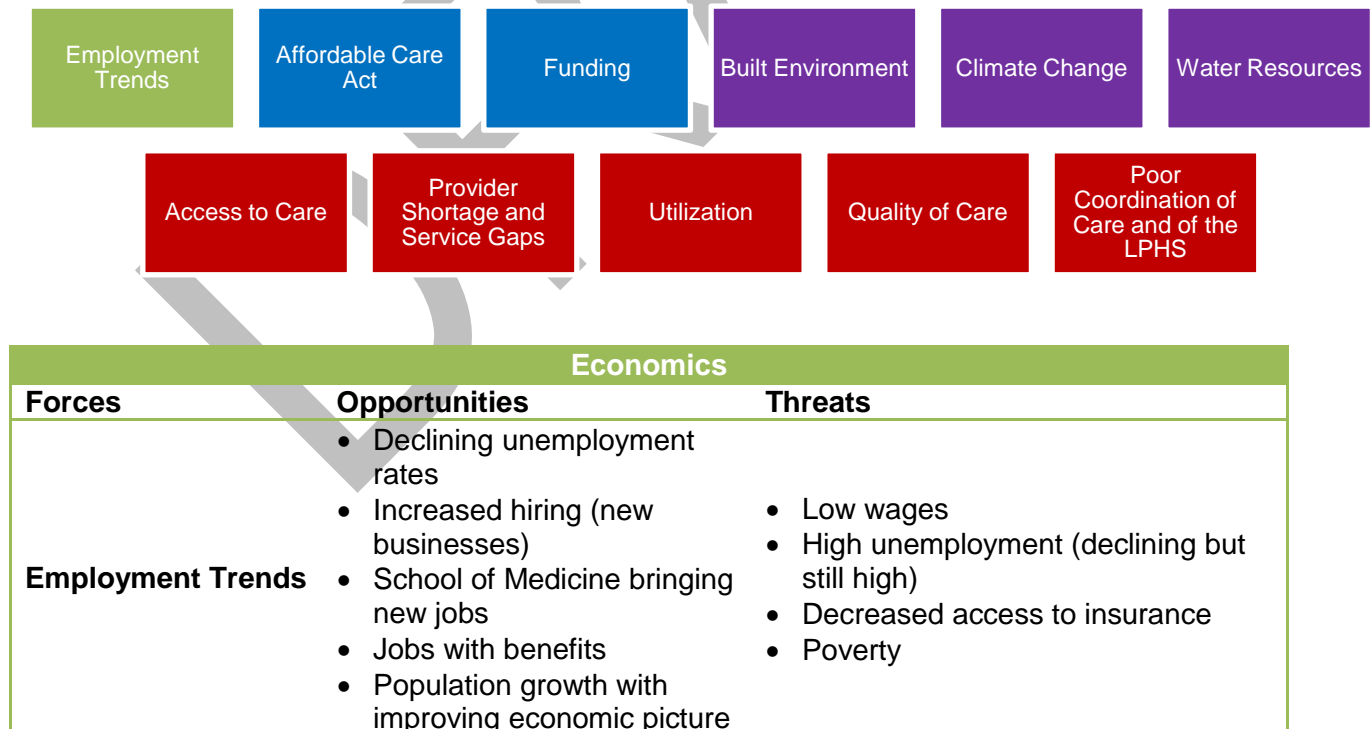 Employment
Trends
Affordable Care
Act
Funding
Built Environment
Climate Change
Water Resources
Access to Care
Provider
Shortage and
Service Gaps
Utilization
Quality of Care
Poor
Coordination of
Care and of the
LPHS
Economics
Forces Opportunities Threats
Employment Trends
• Declining unemployment
rates
• Increased hiring (new
businesses)
• School of Medicine bringing
new jobs
• Jobs with benefits
• Population growth with
improving economic picture
• Low wages
• High unemployment (declining but
still high)
• Decreased access to insurance
• Poverty